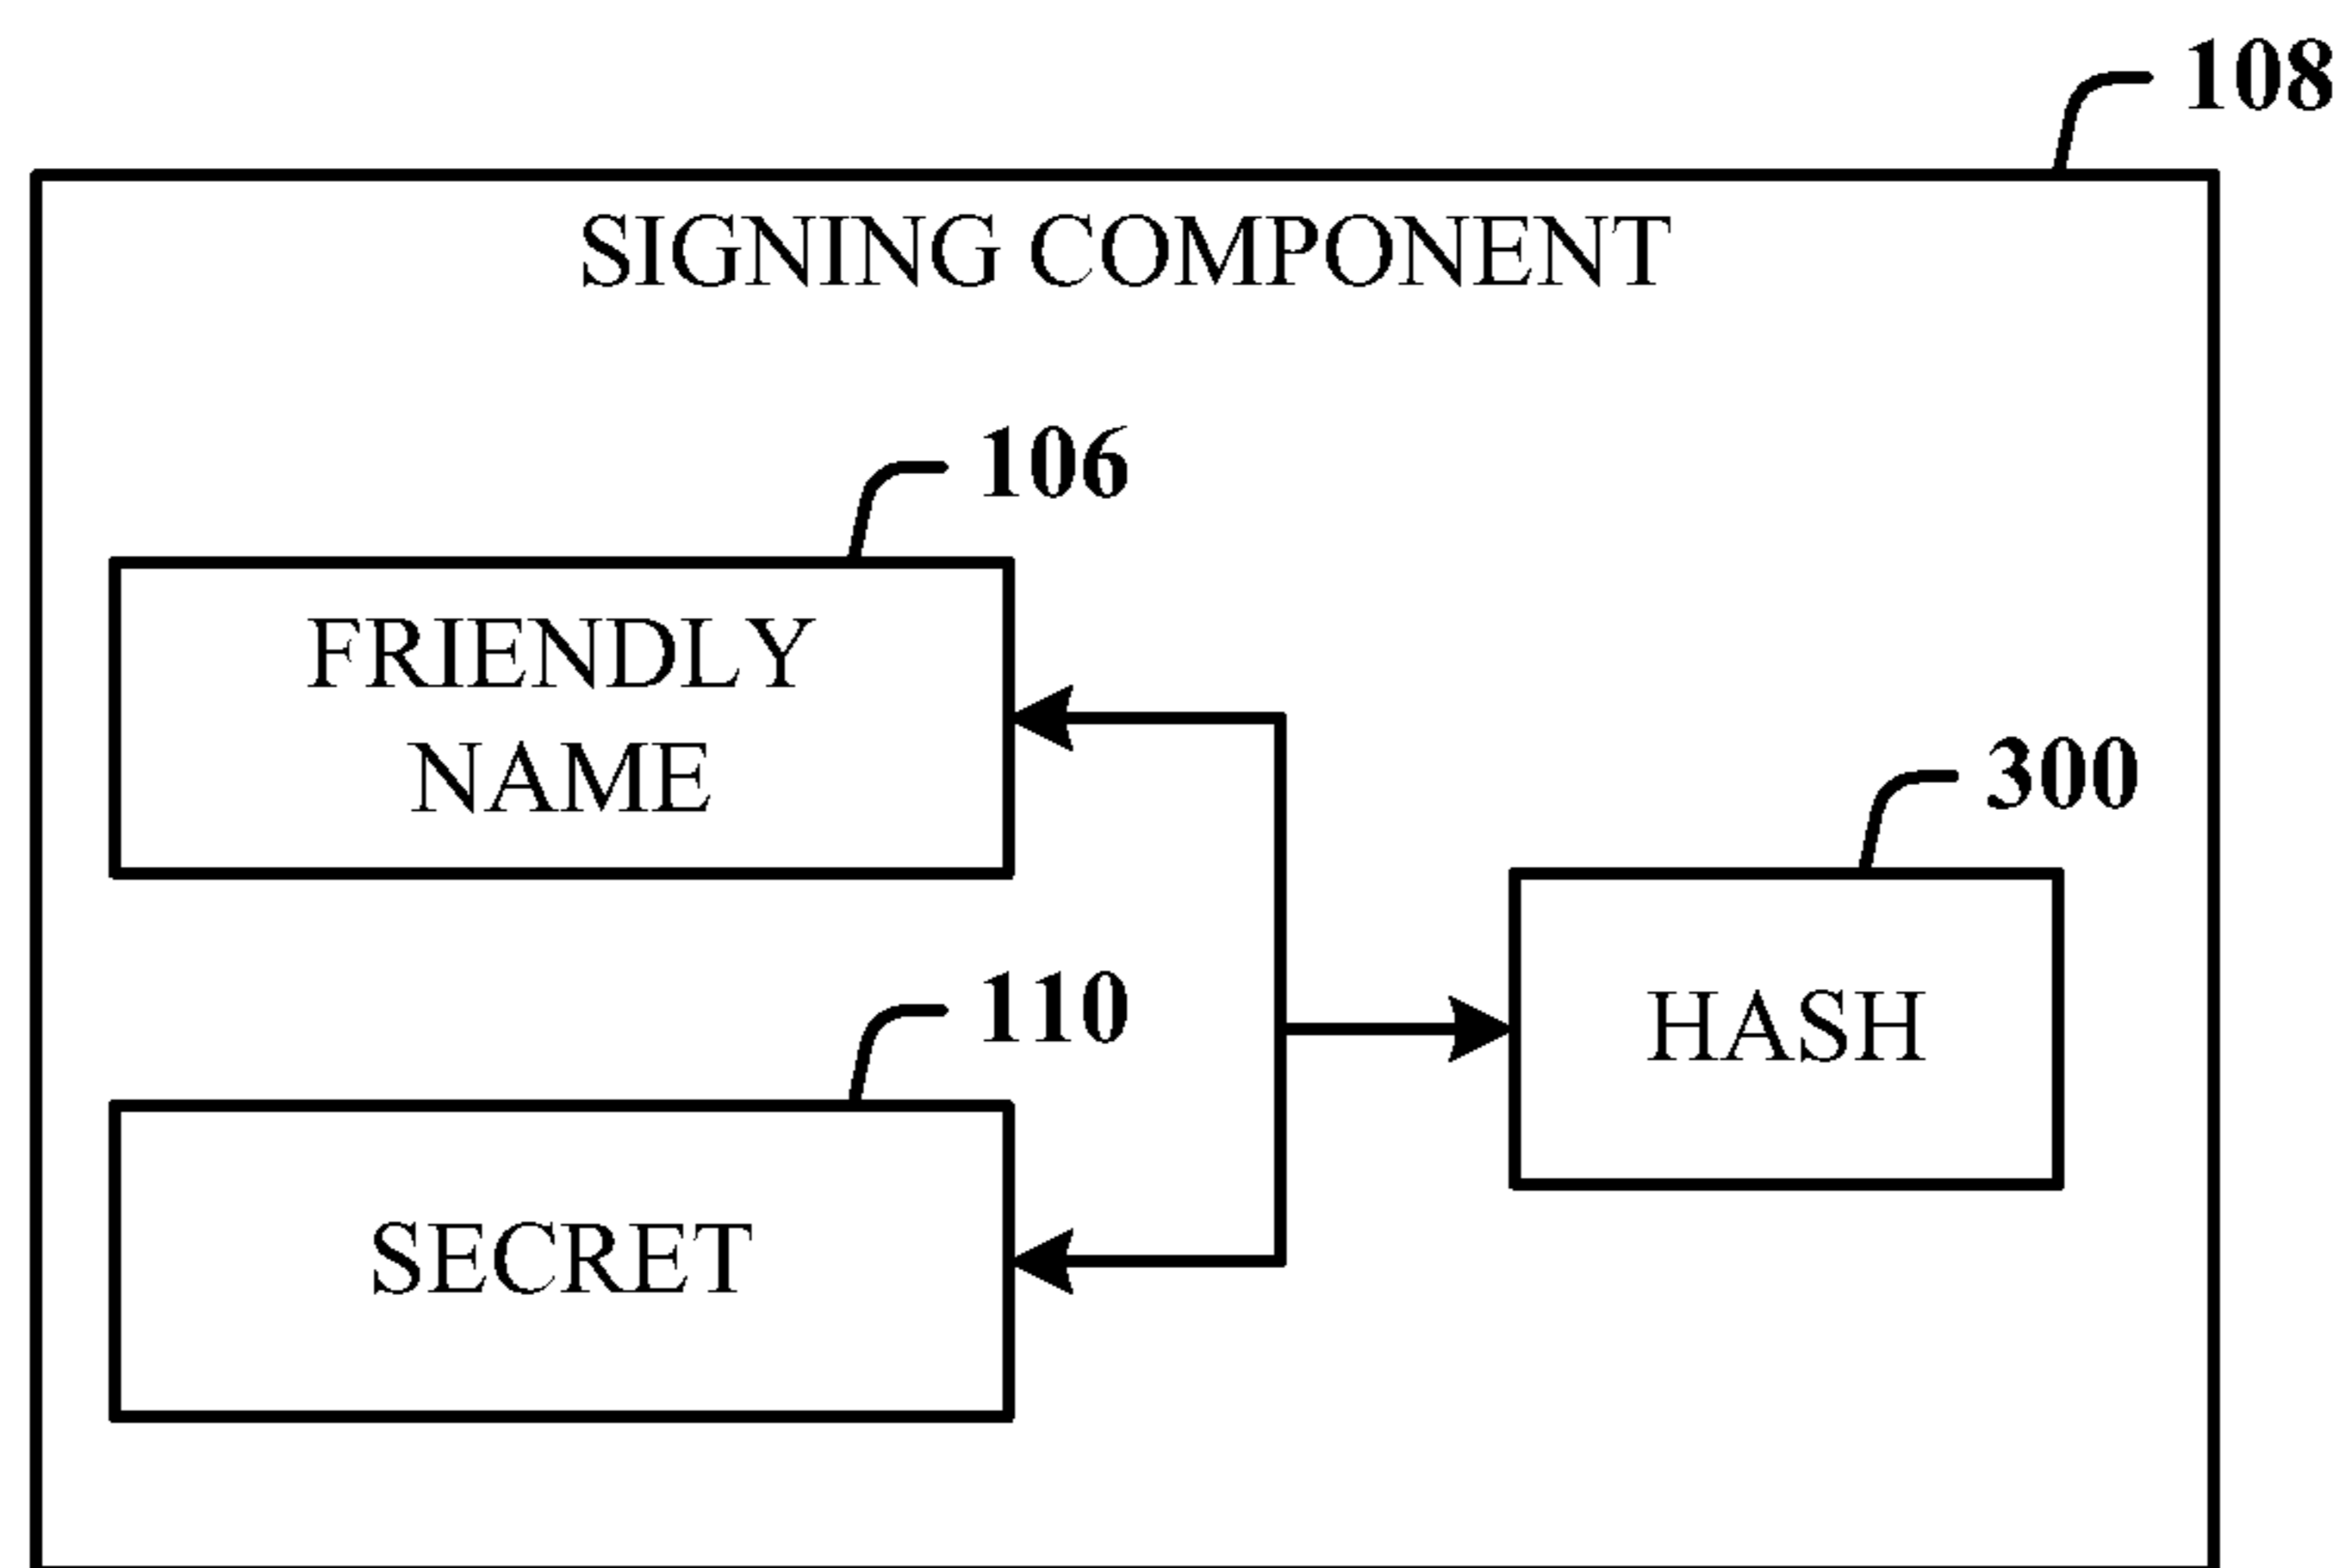 108
SIGNING COMPONENT
106
FRIENDLY
NAME
300
HASH
110
SECRET